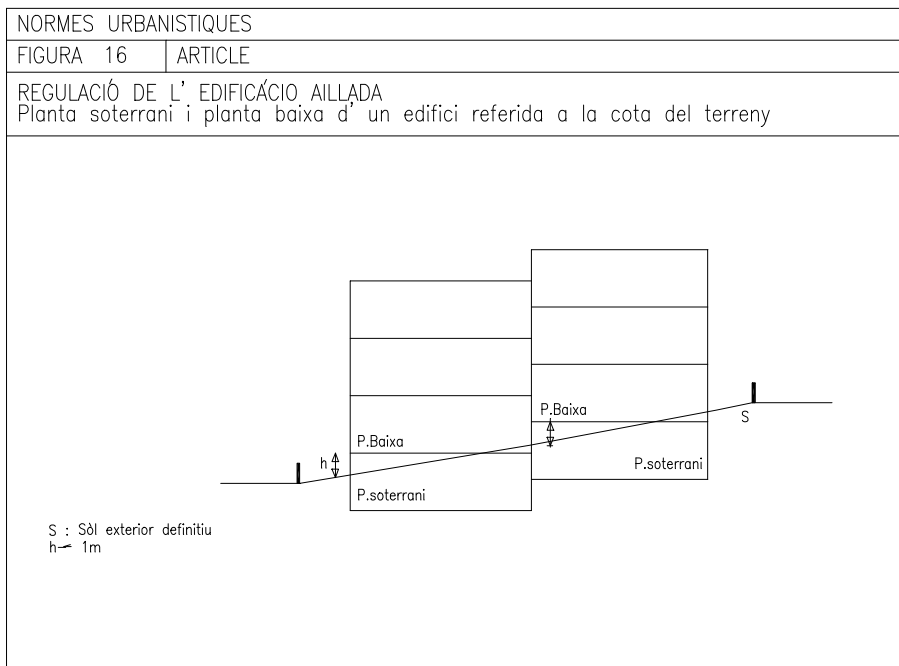 NORMES URBANISTIQUES
FIGURA 16 ARTICLE
REGULACIÓ DE L' EDIFICÁCIO AILLADA
Planta soterrani i planta baixa d' un edifici referida a la cota del terreny
P.Baixa
S
P.Baixa
h
P.soterrani
P.soterrani
S : Sòl exterior definitiu
h< 1m